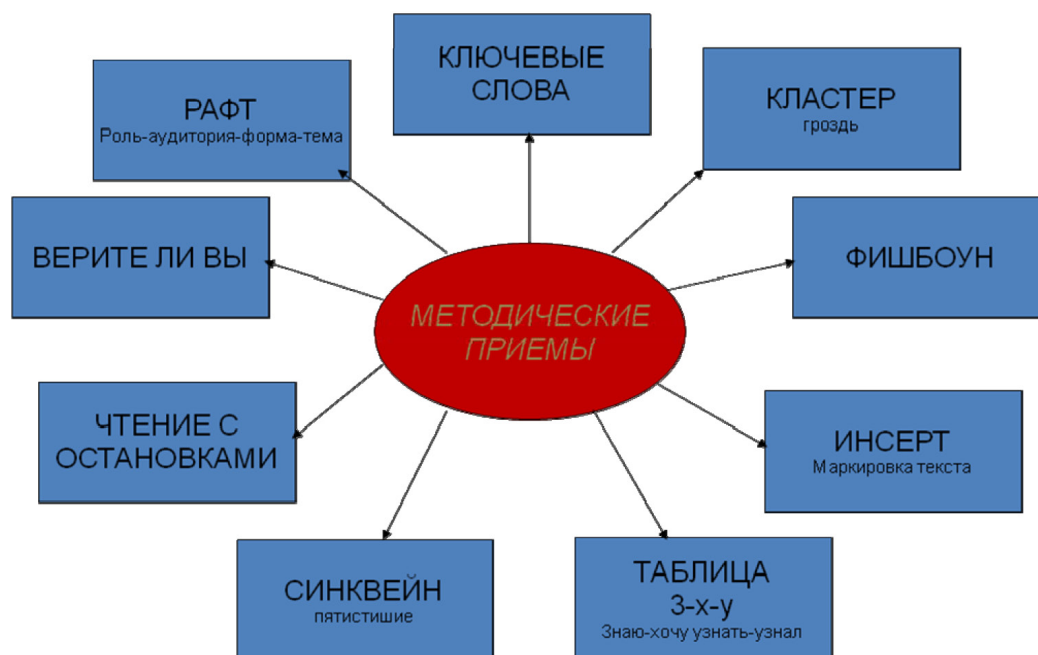 КЛЮЧЕВЫЕ
СЛОВА
РАФТ
Роль-аудитория-форма-тема
КЛАСТЕР
гроздь
ВЕРИТЕ ЛИ ВЫ
ФИШБОУН
МЕТОДИЧЕСКИЕ
ПРИЕМЫ
ЧТЕНИЕ С
ОСТАНОВКАМИ
ИНСЕРТ
Маркировка текста
СИНКВЕЙН
пятистишие
ТАБЛИЦА
З-х-у
Знаю-хочу узнать-узнал